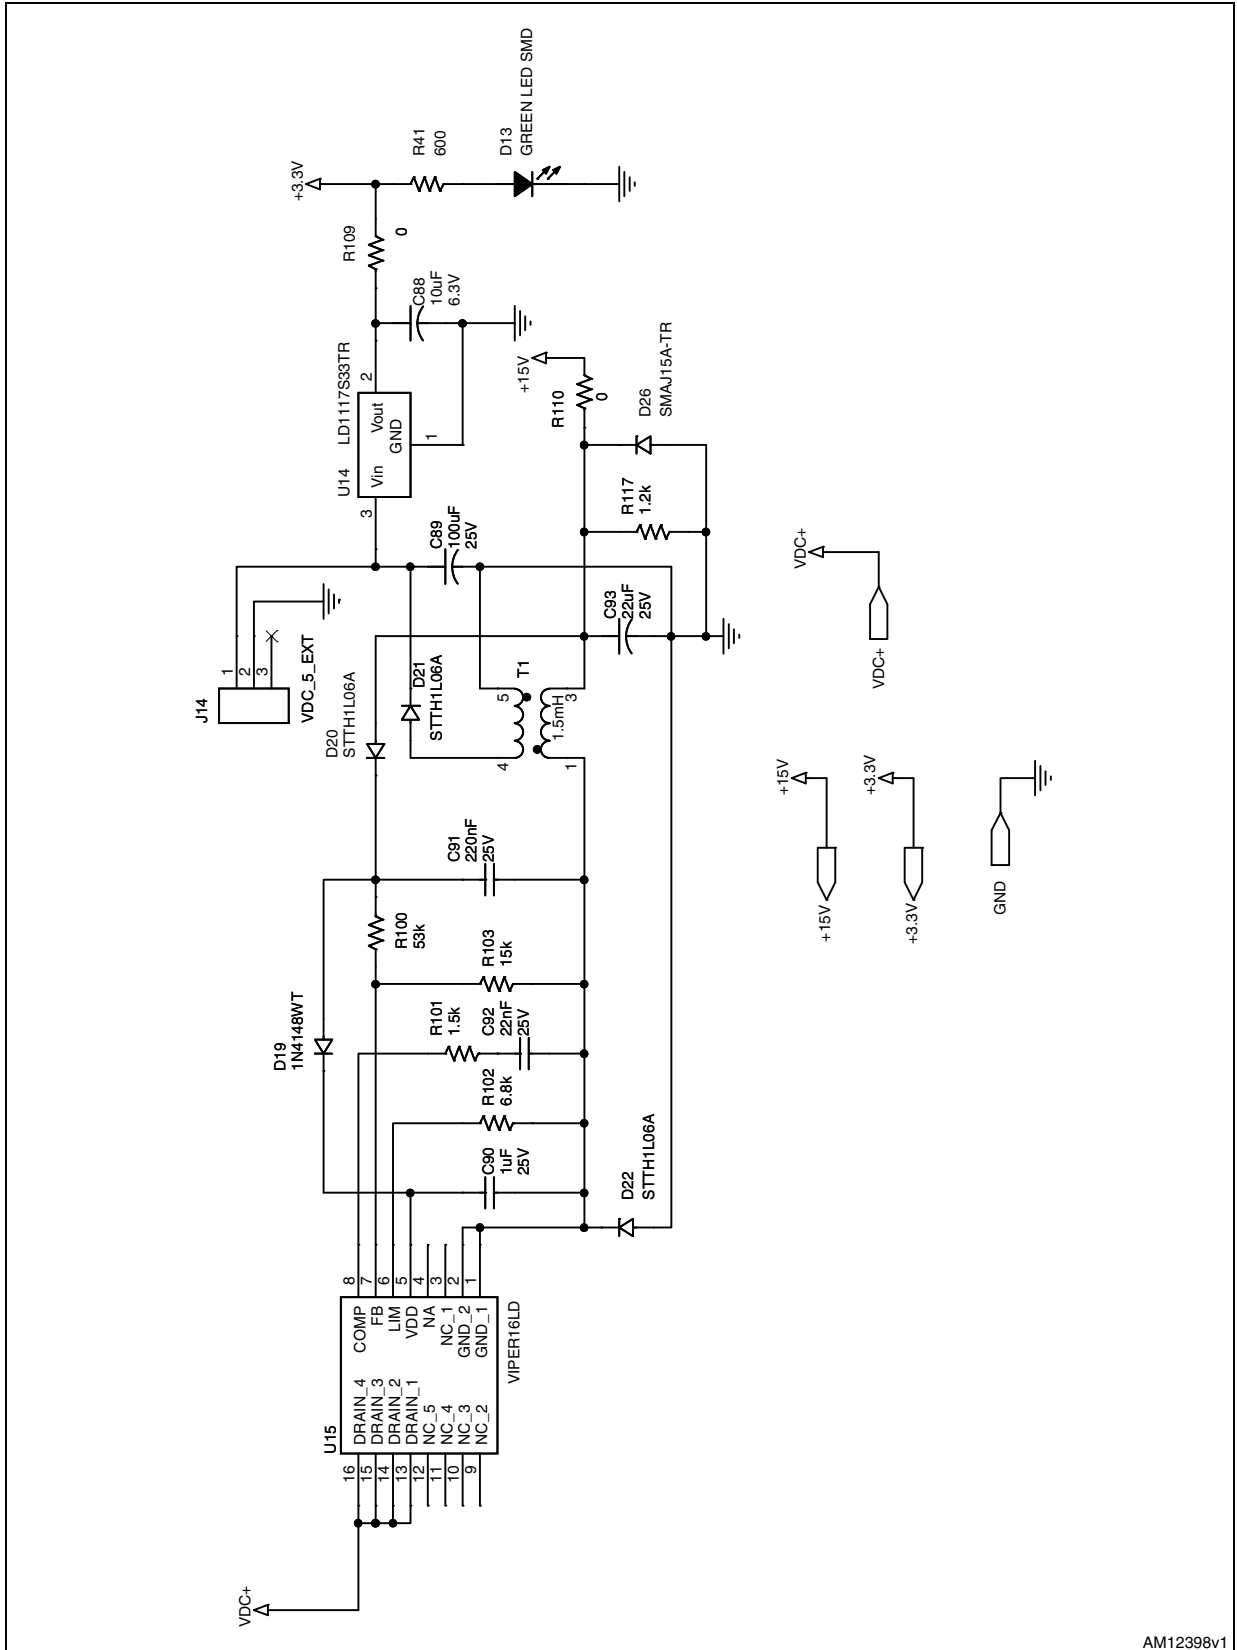 +3.3V
R41
600
D13
GREEN LED SMD
R109
0
C88
10uF
6.3V
U14
LD1117S33TR
Vin
Vout
GND
3
2
1
+15V
R110
0
D26
SMAJ15A-TR
R117
1.2k
C89
100uF
25V
C93
22uF
25V
J14
1
2
3
VDC_5_EXT
D20
STTH1L06A
D21
STTH1L06A
T1
5
4
3
1
1.5mH
C91
220nF
25V
R100
53k
R103
15k
R101
1.5k
C92
22nF
25V
R102
6.8k
C90
1uF
25V
D19
1N4148WT
D22
STTH1L06A
U15
VIPER16LD
COMP
FB
LIM
VDD
NA
NC_1
GND_2
GND_1
8
7
6
5
4
3
2
1
DRAIN_4
DRAIN_3
DRAIN_2
DRAIN_1
NC_5
NC_4
NC_3
NC_2
16
15
14
13
12
11
10
9
VDC+
VDC+
VDC+
+15V
+15V
+3.3V
+3.3V
GND
AM12398v1